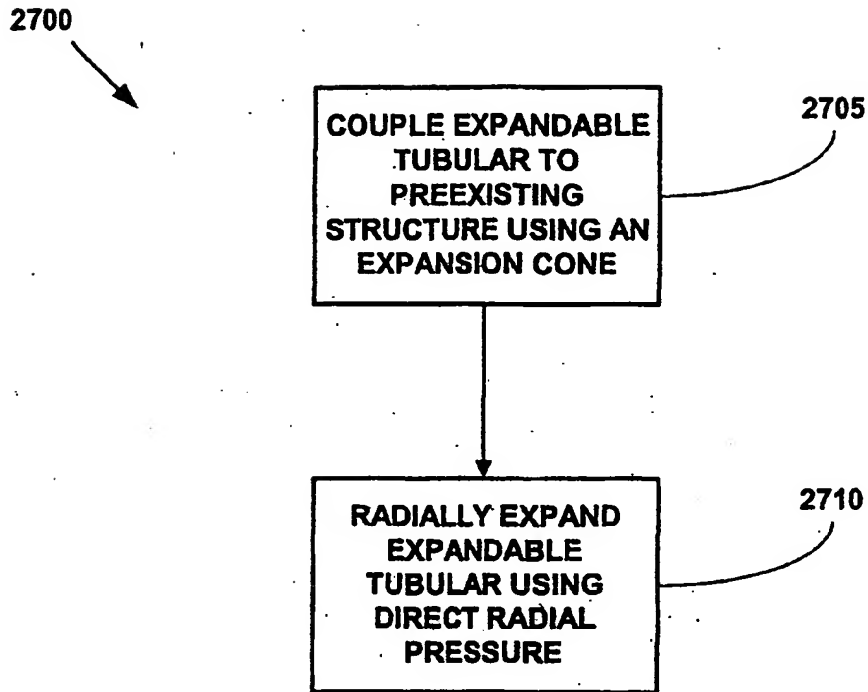 2700
COUPLE EXPANDABLE
TUBULAR TO
PREEXISTING
STRUCTURE USING AN
EXPANSION CONE
2705
RADIALLY EXPAND
EXPANDABLE
TUBULAR USING
DIRECT RADIAL
PRESSURE
2710